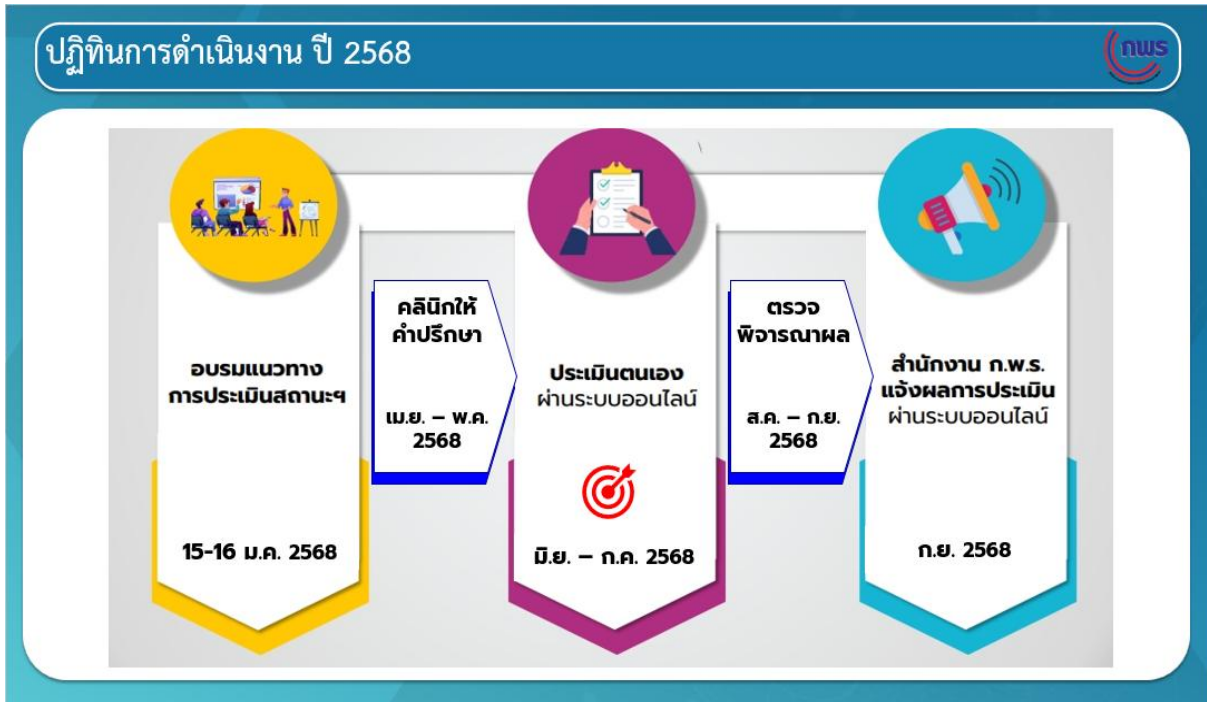 ปฏิทินการดำเนินงาน ปี 2568
กพร
อบรมแนวทาง
การประเมินสถานะฯ
15-16 ม.ค. 2568
คลินิกให้
คำปรึกษา
เม.ย. – พ.ค.
2568
ประเมินตนเอง
ผ่านระบบออนไลน์
มิ.ย. – ก.ค. 2568
ตรวจ
พิจารณาผล
ส.ค. – ก.ย.
2568
สำนักงาน ก.พ.ร.
แจ้งผลการประเมิน
ผ่านระบบออนไลน์
ก.ย. 2568